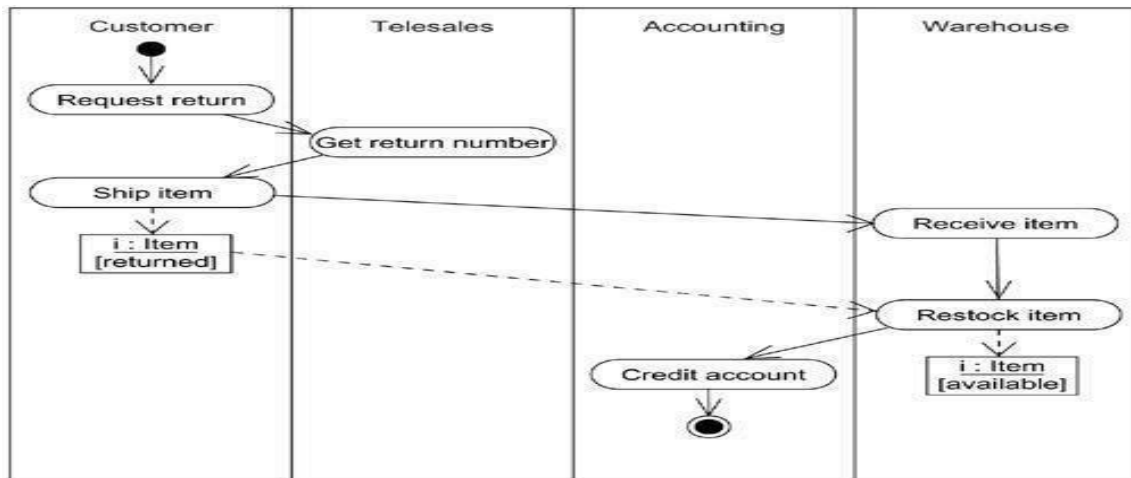 Customer
Telesales
Accounting
Warehouse
Request return
Get return number
Ship item
Receive item
i : Item
[returned]
Restock item
Credit account
i : Item
[available]